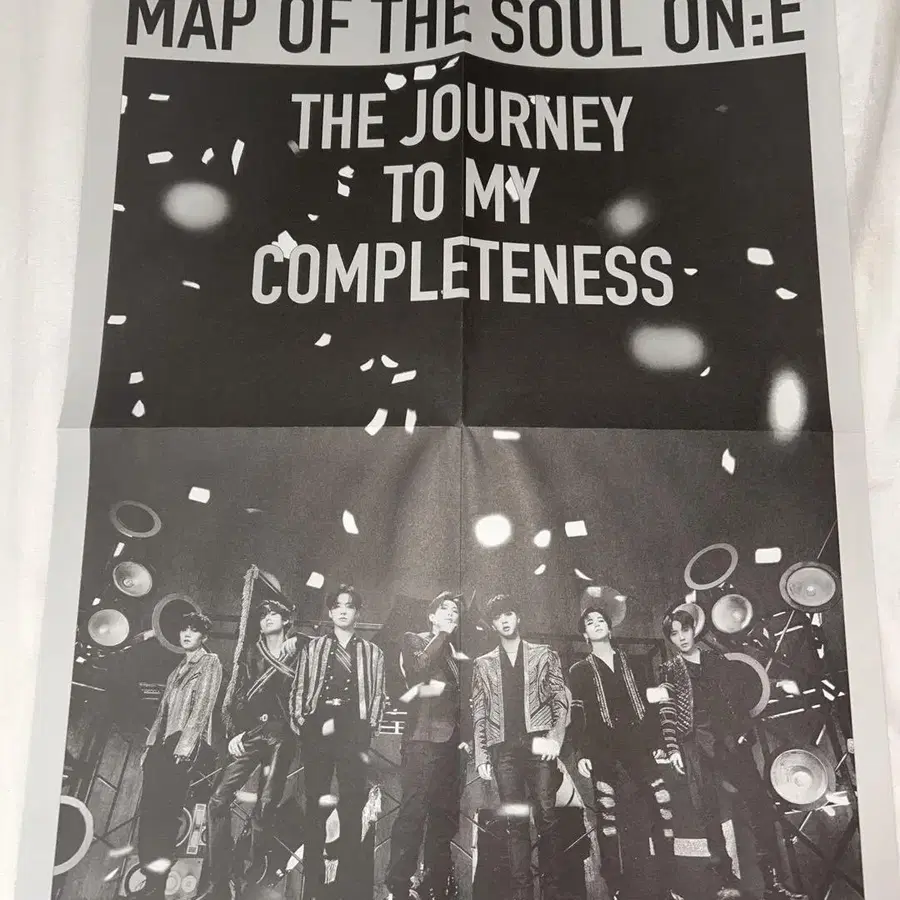 MAP OF THE SOUL ON:E
THE JOURNEY
TO MY
COMPLETENESS